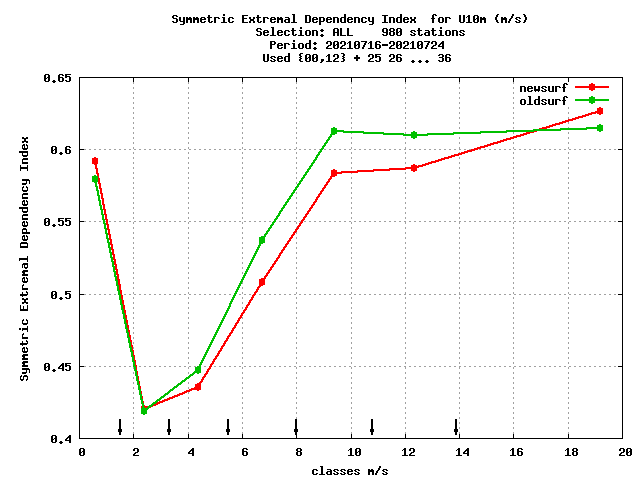 Symmetric Extremal Dependency Index  for U10m (m/s)
Selection: ALL    980 stations
Period: 20210716-20210724
Used {00,12} + 25 26 ... 36
newsurf
oldsurf
Symmetric Extremal Dependency Index
0.65
0.6
0.55
0.5
0.45
0.4
0 2 4 6 8 10 12 14 16 18 20
classes m/s